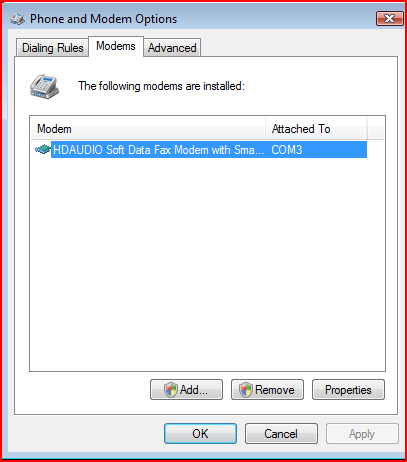 Phone and Modem Options
Dialing Rules Modems Advanced
The following modems are installed:
Modem Attached To
HDAUDIO Soft Data Fax Modem with Sma... COM3
Add... Remove Properties
OK Cancel Apply